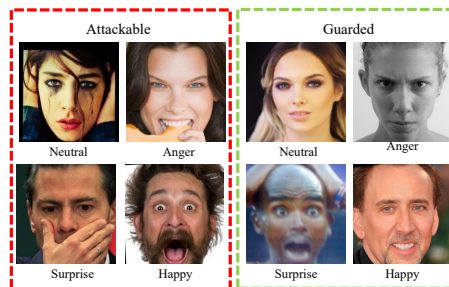 Attackable
Guarded
Neutral
Anger
Neutral
Anger
Surprise
Happy
Surprise
Happy